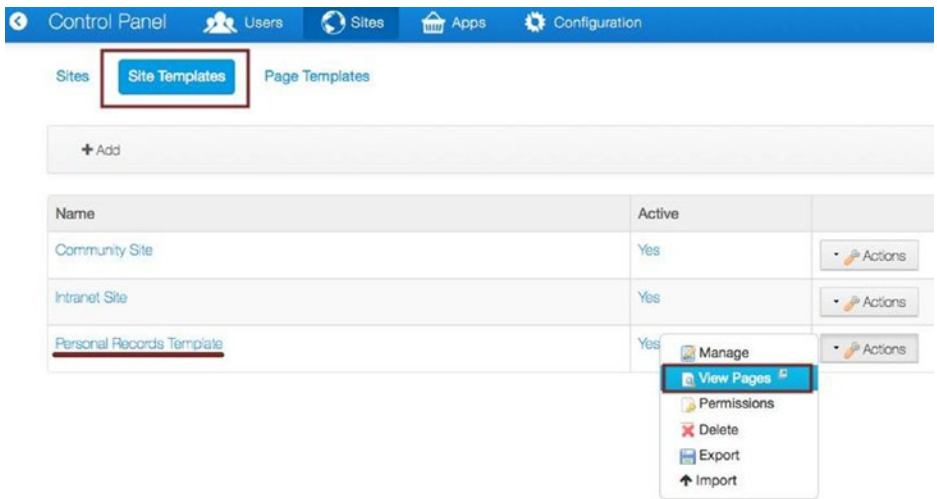 Control Panel Users Sites Apps Configuration
Sites Site Templates Page Templates
+ Add
Name Active
Community Site Yes Actions
Intranet Site Yes Actions
Personal Records Template Yes Actions
Manage
View Pages
Permissions
Delete
Export
Import